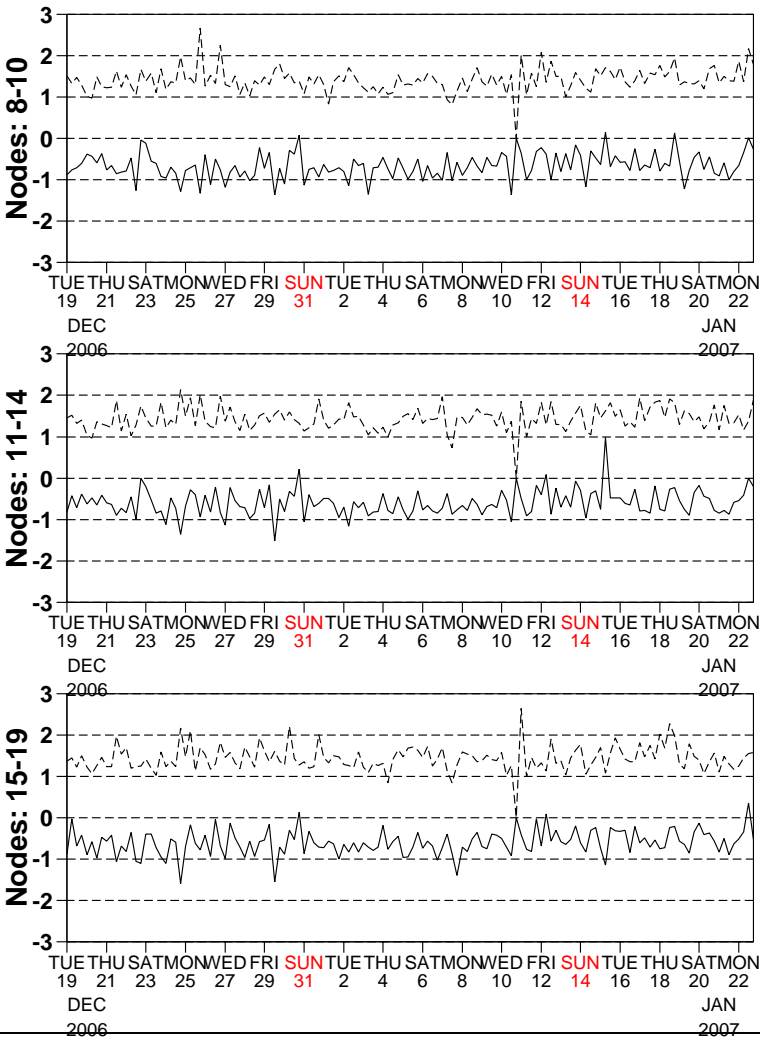 3
2
1
0
-1
-2
-3
Nodes: 8-10
TUE THU SAT MON WED FRI SUN TUE THU SAT MON WED FRI SUN TUE THU SAT MON
19 21 23 25 27 29 31 2 4 6 8 10 12 14 16 18 20 22
DEC JAN
2006 2007
3
2
1
0
-1
-2
-3
Nodes: 11-14
TUE THU SAT MON WED FRI SUN TUE THU SAT MON WED FRI SUN TUE THU SAT MON
19 21 23 25 27 29 31 2 4 6 8 10 12 14 16 18 20 22
DEC JAN
2006 2007
3
2
1
0
-1
-2
-3
Nodes: 15-19
TUE THU SAT MON WED FRI SUN TUE THU SAT MON WED FRI SUN TUE THU SAT MON
19 21 23 25 27 29 31 2 4 6 8 10 12 14 16 18 20 22
DEC JAN
2006 2007